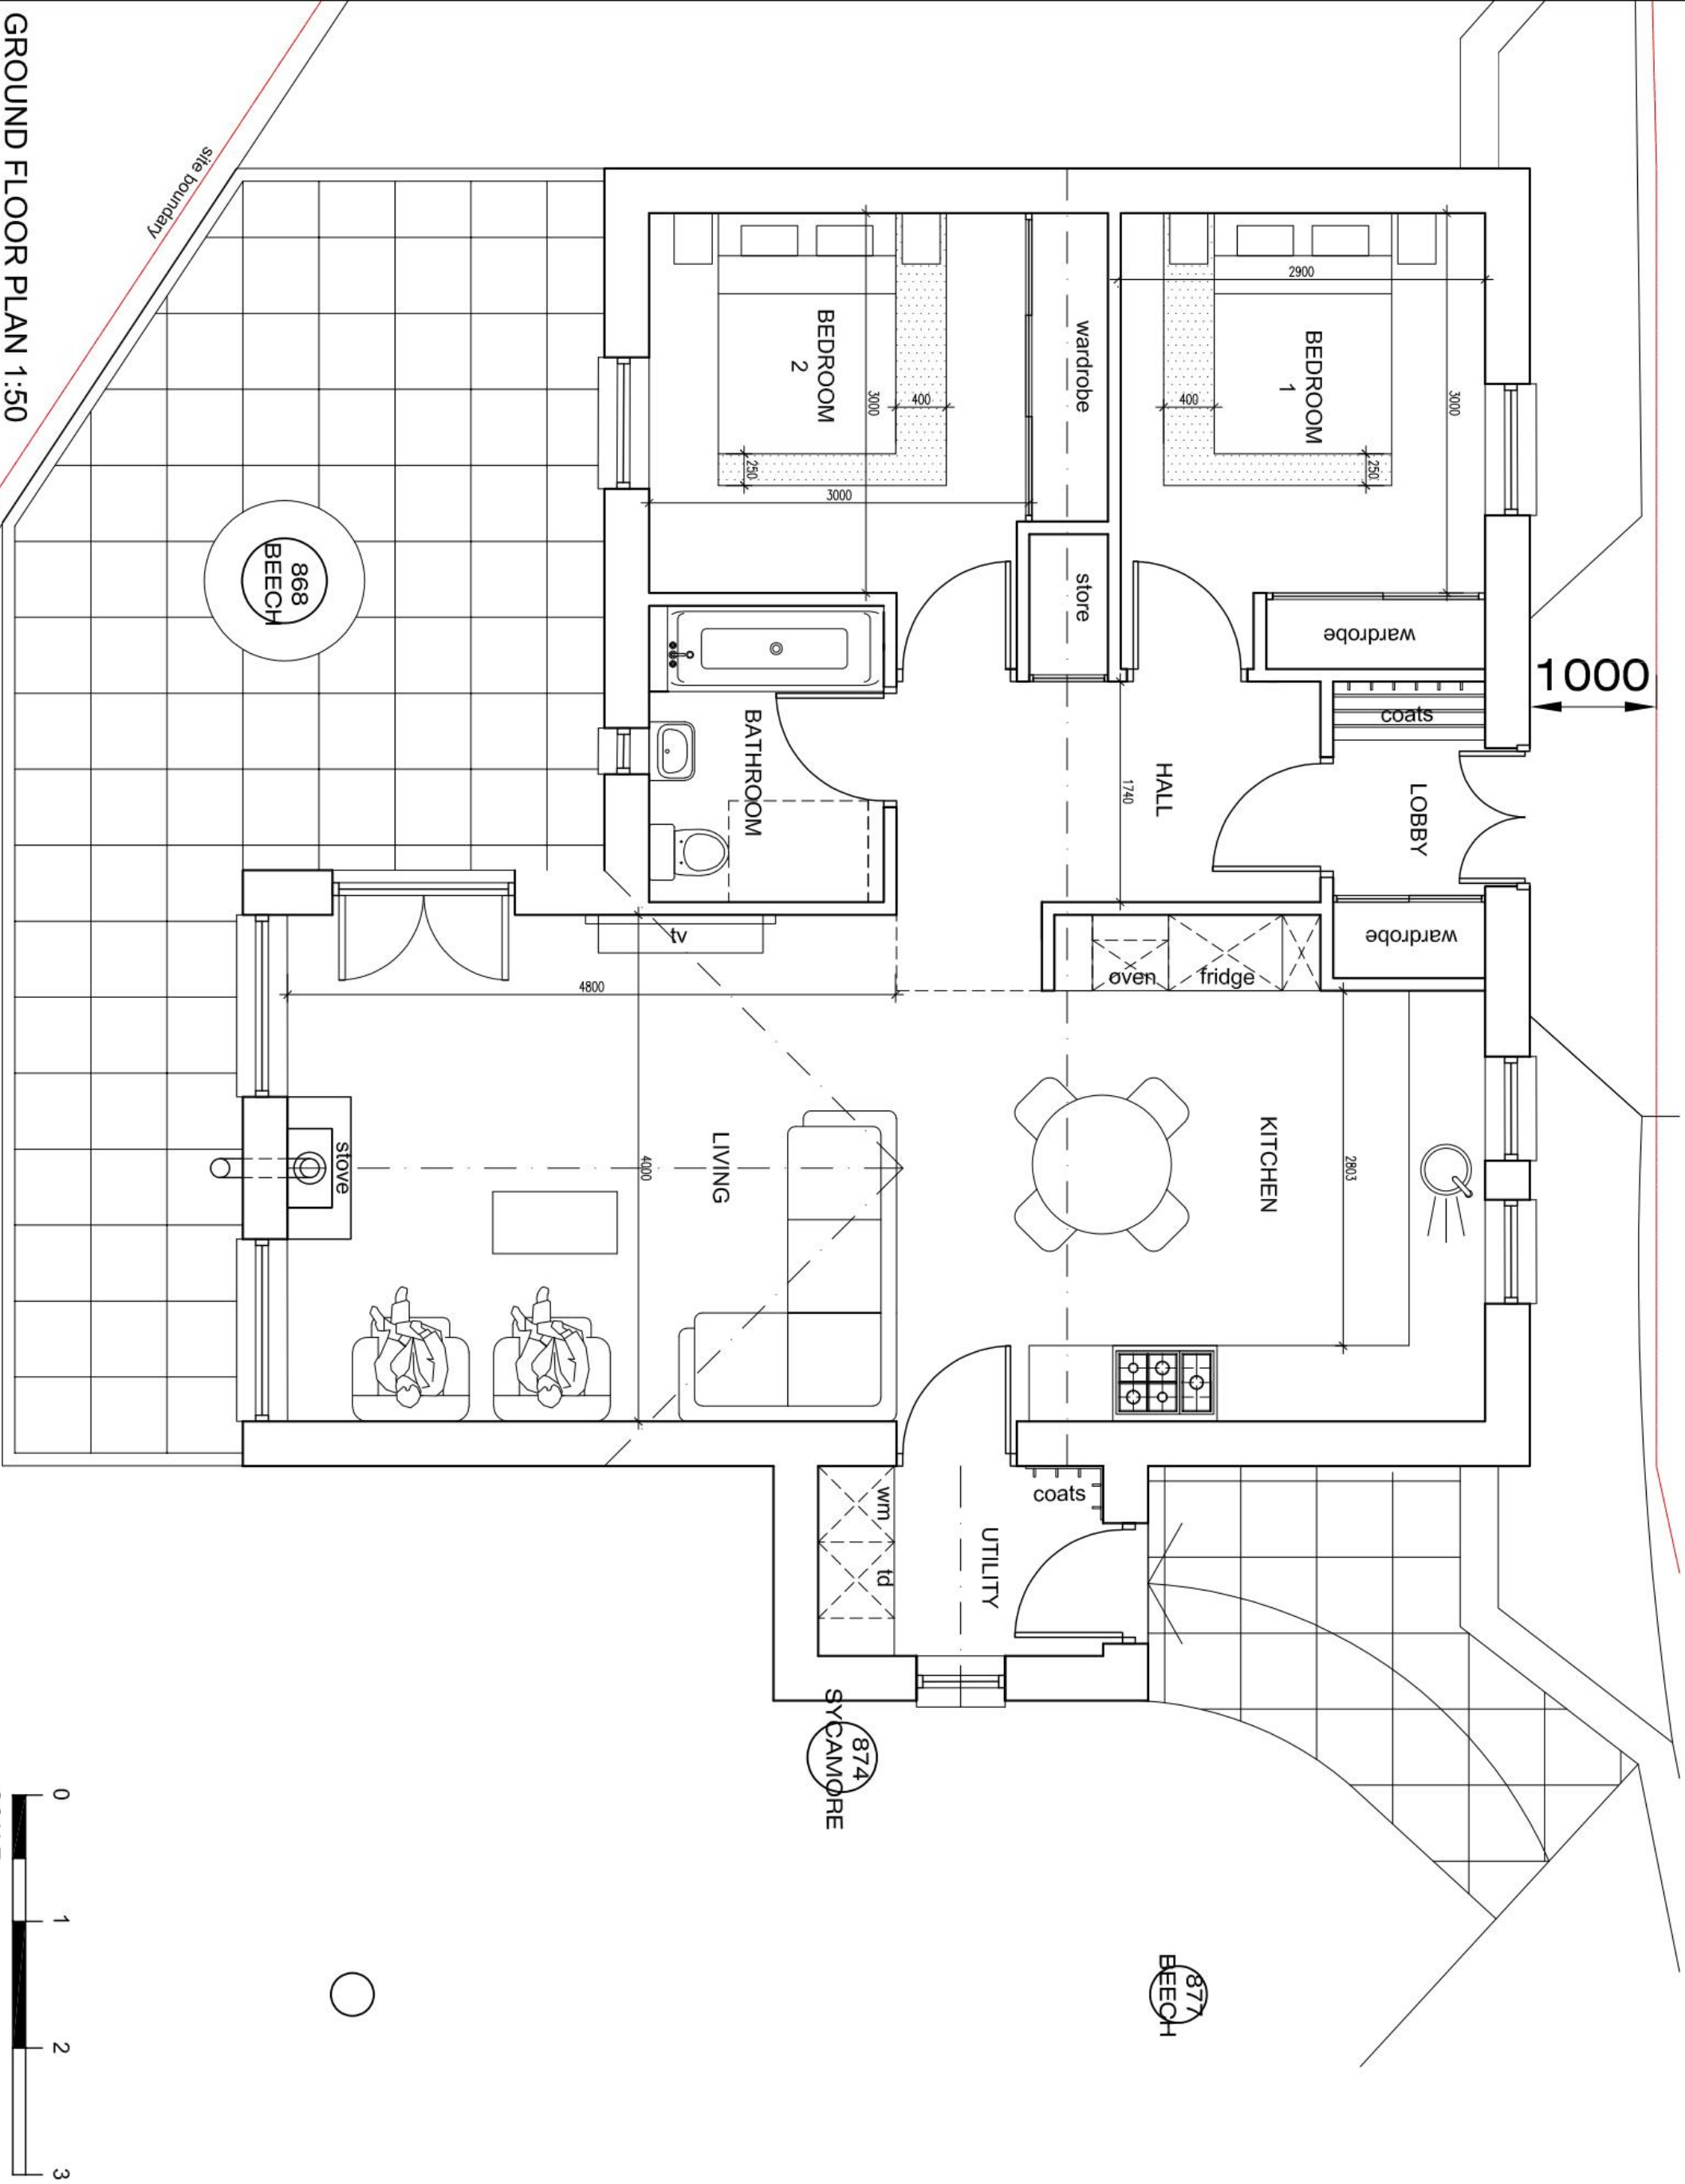 GROUND FLOOR PLAN 1:50
site boundary
868
BEECH
BEDROOM
2
3000
400
250
3000
wardrobe
BEDROOM
1
2900
3000
400
250
store
wardrobe
coats
1000
LOBBY
HALL
1740
BATHROOM
wardrobe
oven
fridge
tv
4800
LIVING
4000
stove
KITCHEN
2803
coats
UTILITY
wm
td
874
SYCAMORE
877
BEECH
0
1
2
3